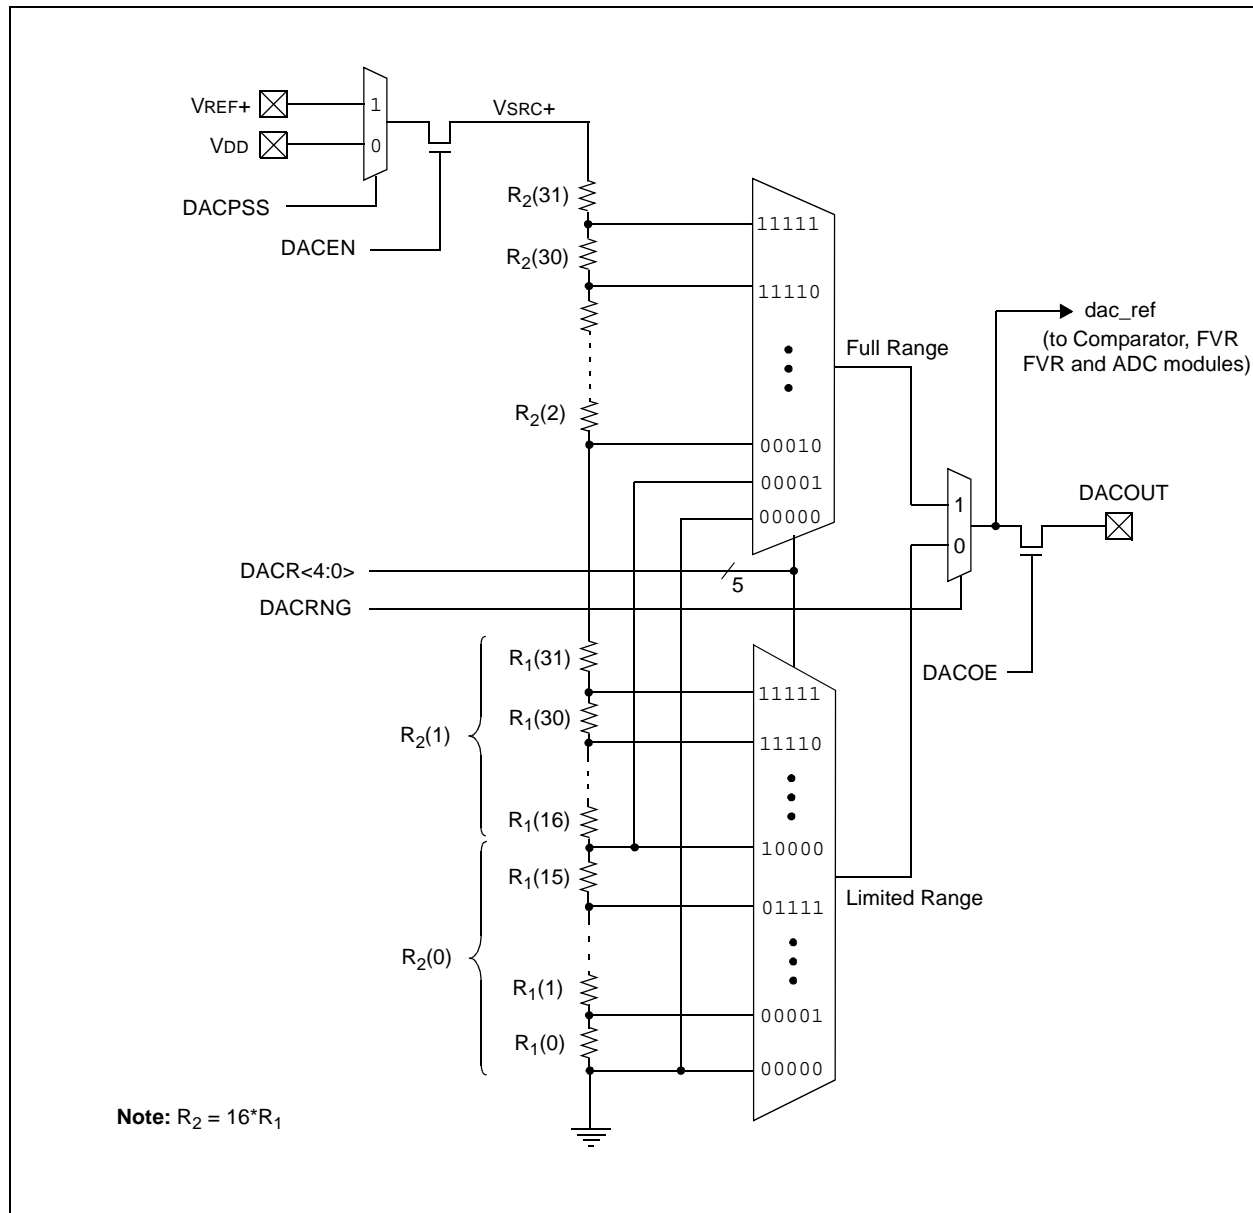 VREF+
1
VSRC+
VDD
0
DACPSS
DACEN
R2(31)
11111
R2(30)
11110
dac_ref
(to Comparator, FVR
FVR and ADC modules)
Full Range
R2(2)
00010
00001
00000
1
0
DACOUT
DACR<4:0>
5
DACRNG
DACOE
R1(31)
11111
R1(30)
11110
R2(1)
R1(16)
10000
R1(15)
01111
Limited Range
R2(0)
R1(1)
00001
R1(0)
00000
Note: R2 = 16*R1